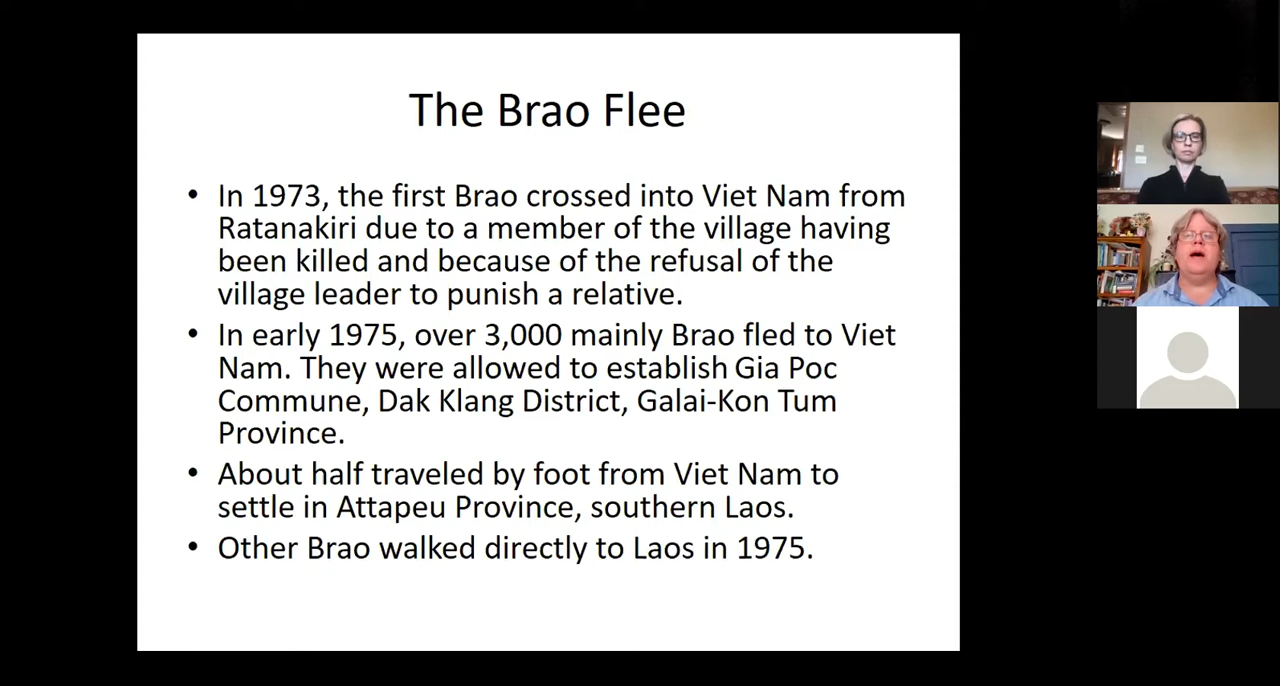 The Brao Flee
• In 1973, the first Brao crossed into Viet Nam from
Ratanakiri due to a member of the village having
been killed and because of the refusal of the
village leader to punish a relative.
• In early 1975, over 3,000 mainly Brao fled to Viet
Nam. They were allowed to establish Gia Poc
Commune, Dak Klang District, Galai-Kon Tum
Province.
• About half traveled by foot from Viet Nam to
settle in Attapeu Province, southern Laos.
• Other Brao walked directly to Laos in 1975.